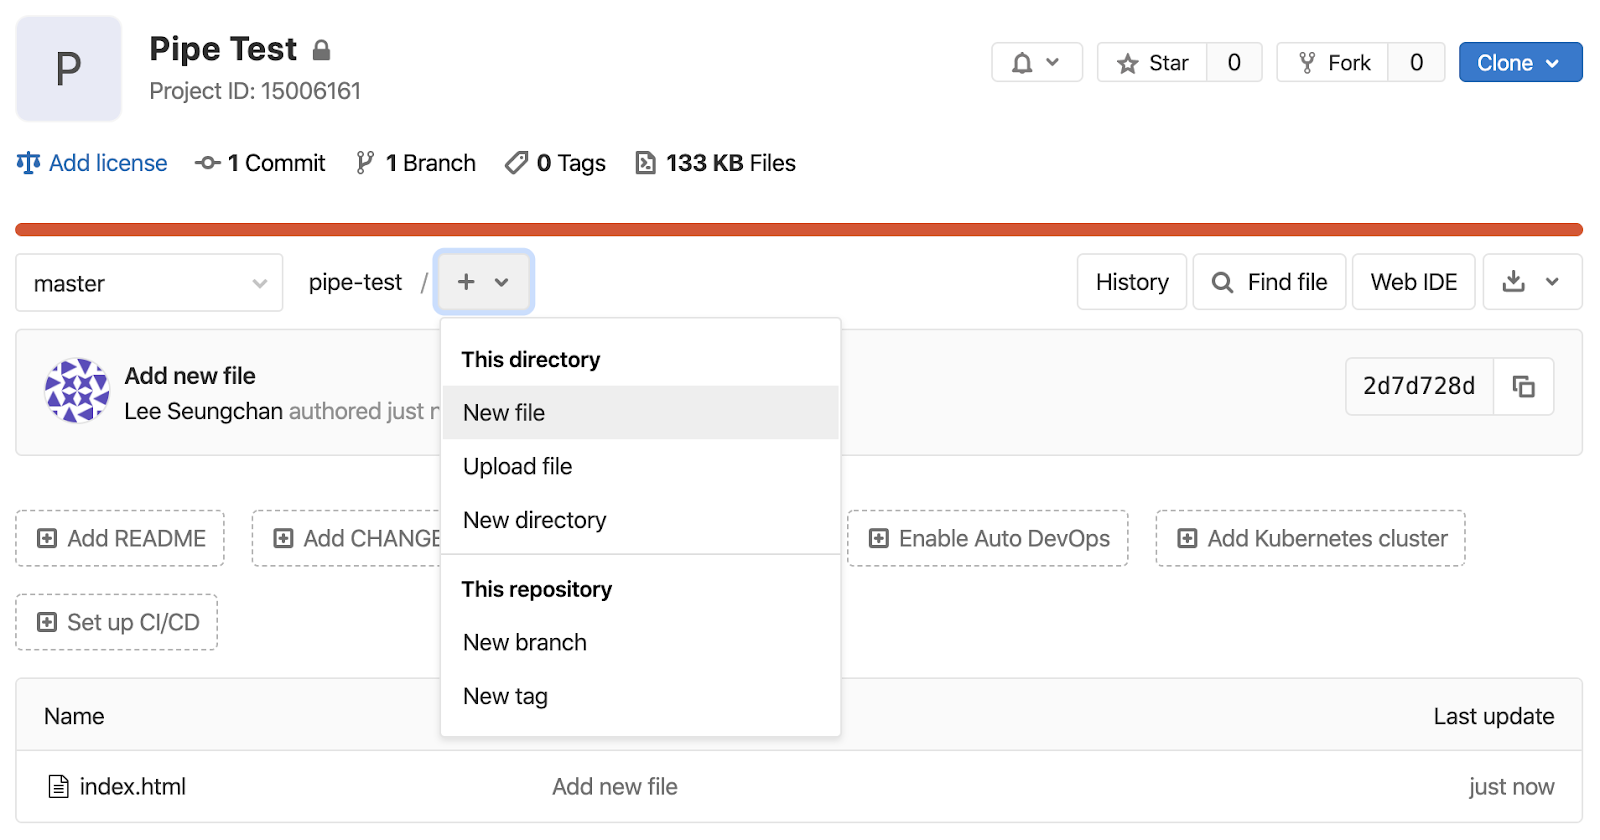 P
Pipe Test
Project ID: 15006161
Star 0
Fork 0
Clone
Add license
1 Commit
1 Branch
0 Tags
133 KB Files
master
pipe-test /
+
History
Find file
Web IDE
Add new file
Lee Seungchan authored just
2d7d728d
This directory
New file
Upload file
New directory
This repository
New branch
New tag
Add README
Add CHANGE
Enable Auto DevOps
Add Kubernetes cluster
Set up CI/CD
Name
Last update
index.html
Add new file
just now